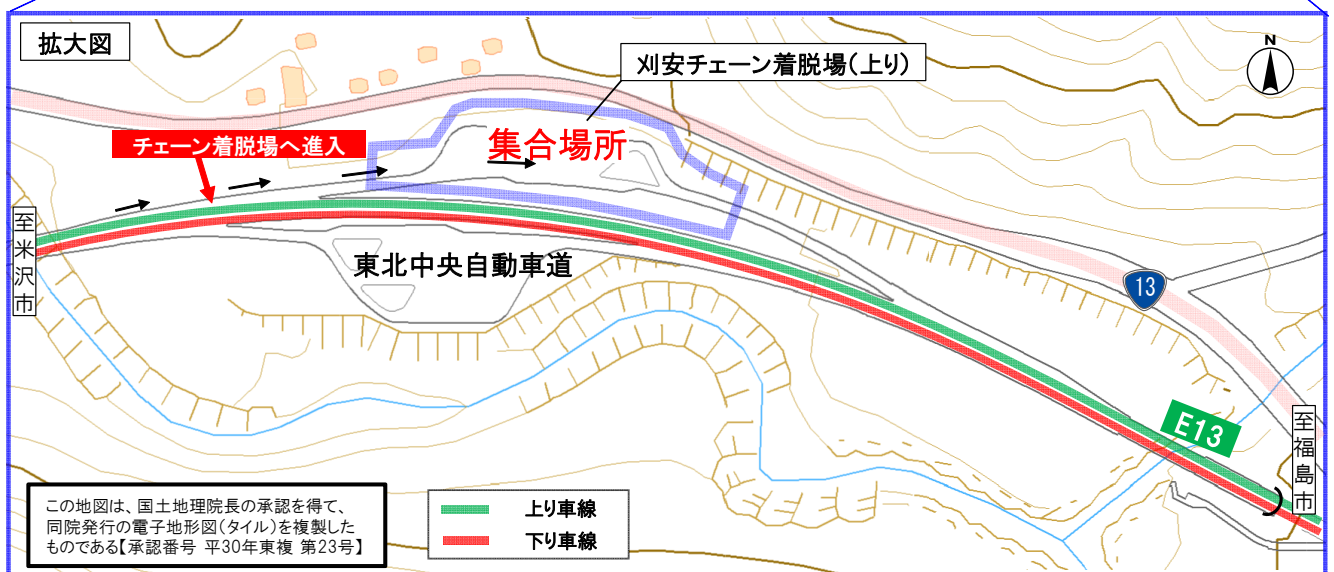 拡大図
刈安チェーン着脱場(上り)
N
チェーン着脱場へ進入
集合場所
至米沢市
東北中央自動車道
13
E13
至福島市
この地図は、国土地理院長の承認を得て、
同院発行の電子地形図(タイル)を複製した
ものである【承認番号 平30年東複 第23号】
上り車線
下り車線